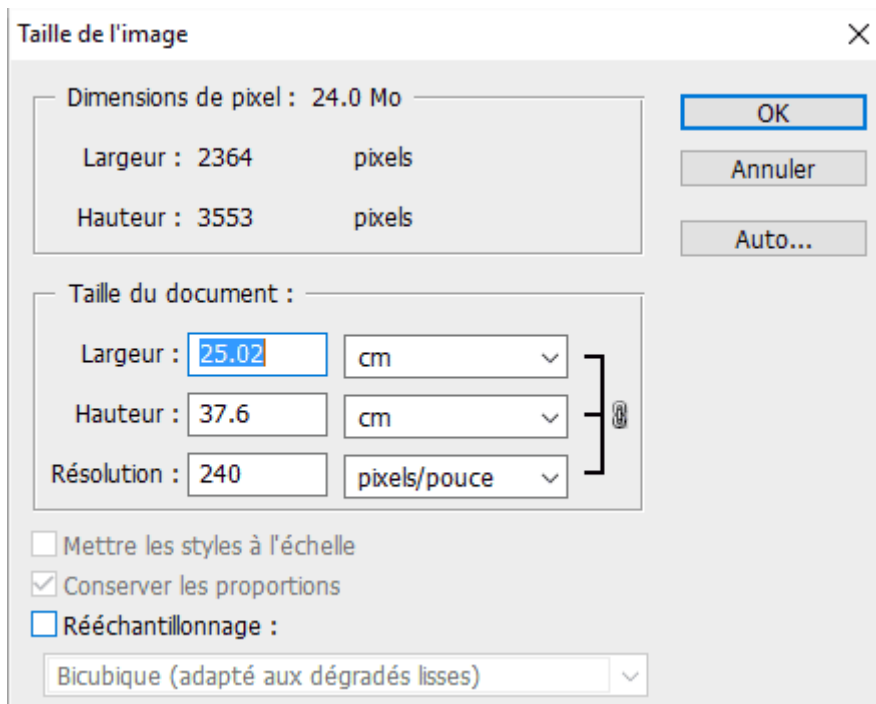 Taille de l'image
Dimensions de pixel : 24.0 Mo
OK
Largeur : 2364 pixels
Annuler
Hauteur : 3553 pixels
Auto...
Taille du document :
Largeur : 25.02 cm
Hauteur : 37.6 cm
Résolution : 240 pixels/pouce
Mettre les styles à l'échelle
Conserver les proportions
Rééchantillonnage :
Bicubique (adapté aux dégradés lisses)